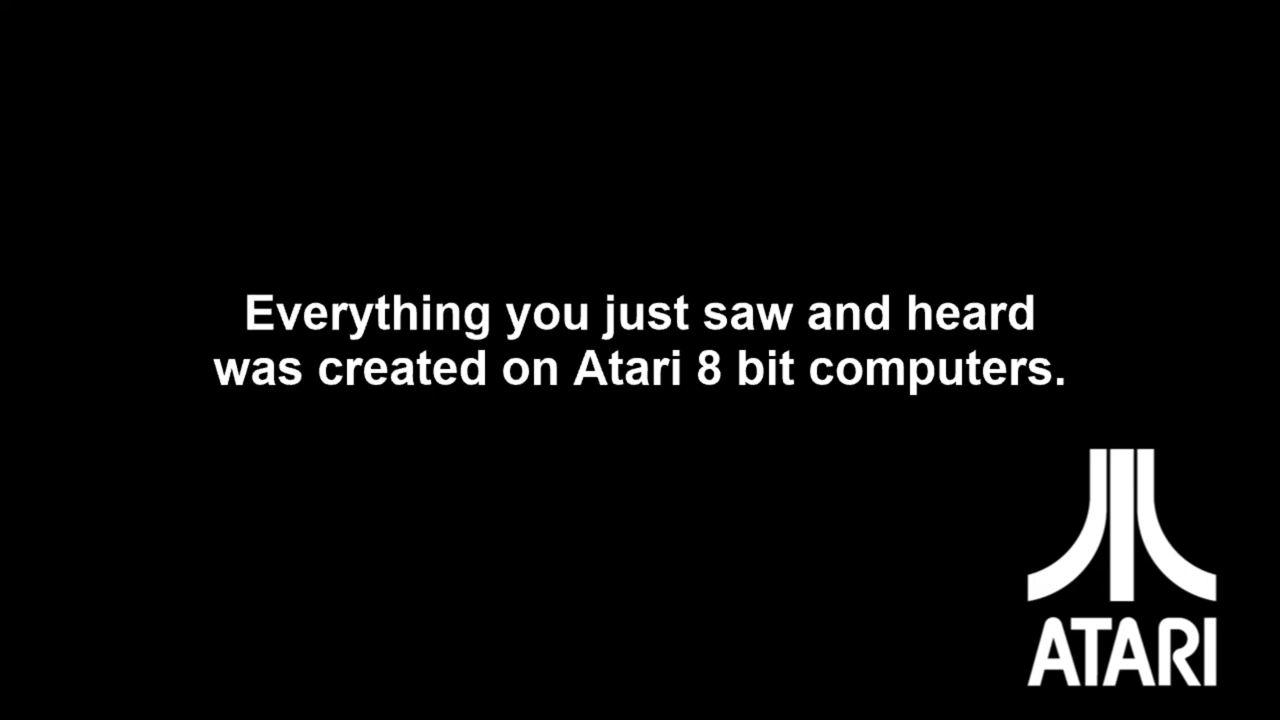 Everything you just saw and heard
was created on Atari 8 bit computers.
ATARI